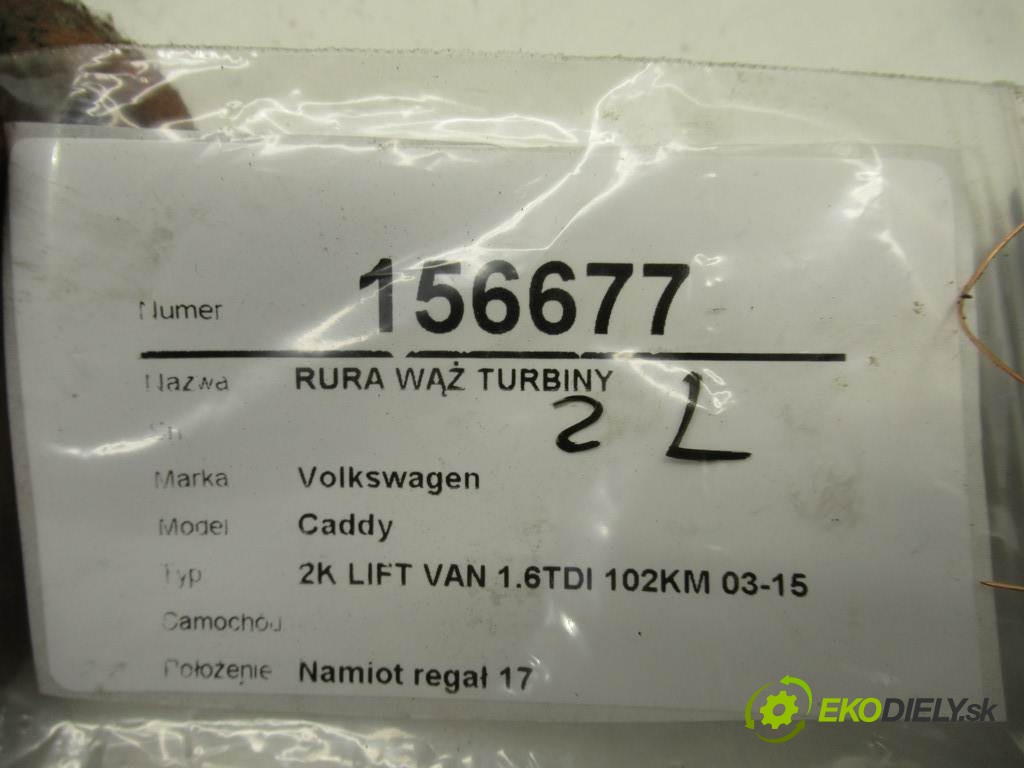 Numer 156677
Nazwa RURA WĄŻ TURBINY
Marka Volkswagen
Model Caddy
Typ 2K LIFT VAN 1.6TDI 102KM 03-15
Samochód
Położenie Namiot regał 17
EKODIELY.sk